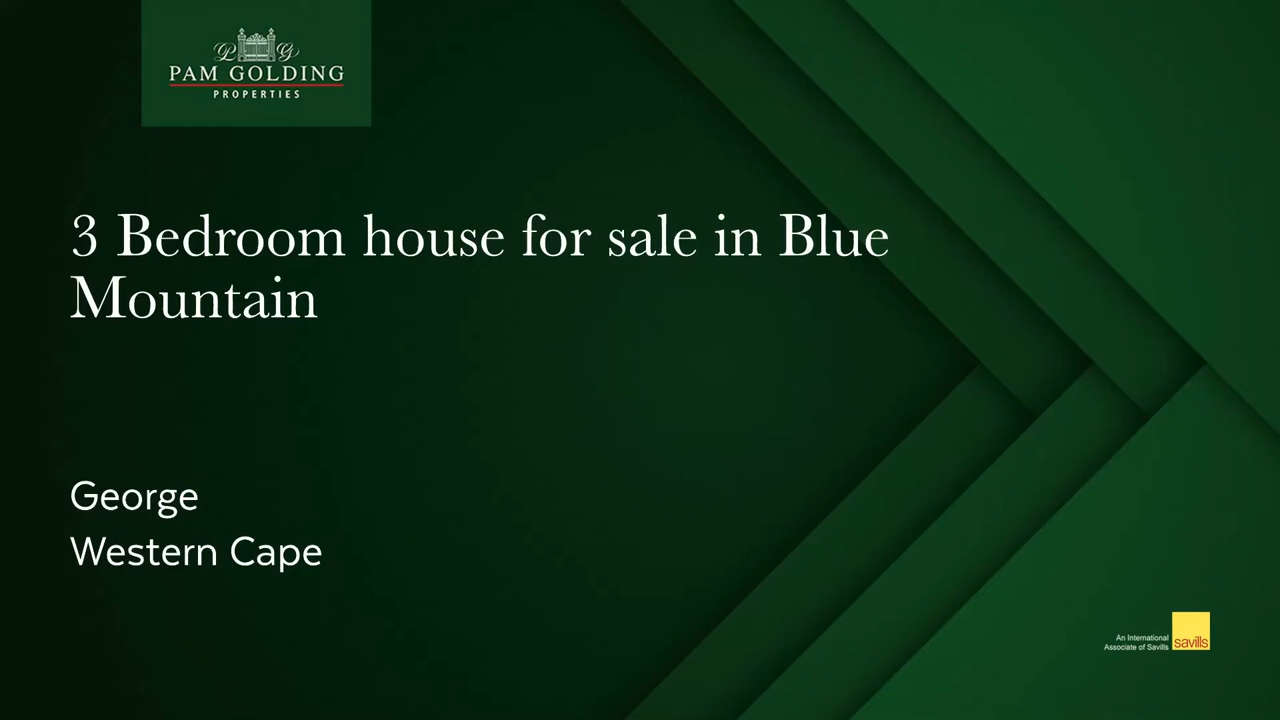 P G
PAM GOLDING
PROPERTIES
3 Bedroom house for sale in Blue
Mountain
George
Western Cape
An International
Associate of Savills
savills